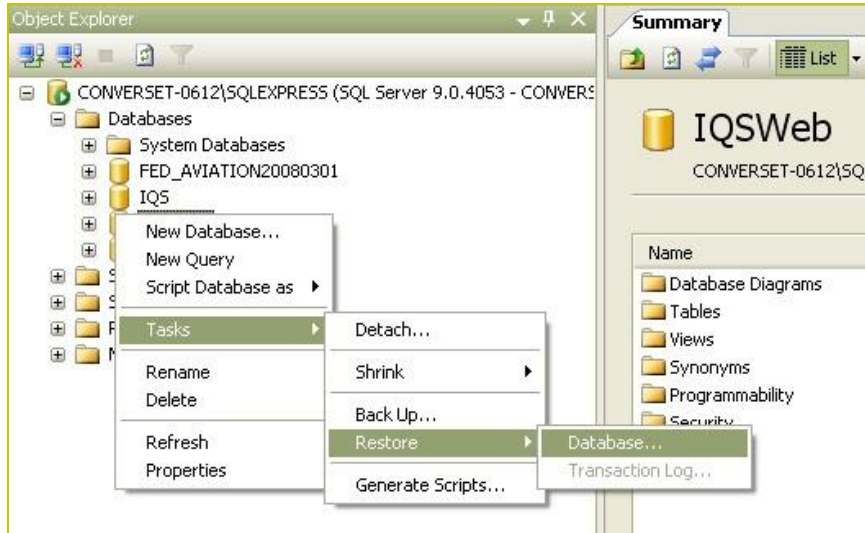 Object Explorer
CONVERSET-0612\SQLEXPRESS (SQL Server 9.0.4053 - CONVERS
Databases
System Databases
FED_AVIATION20080301
IQS
New Database...
New Query
Script Database as
Tasks
Rename
Delete
Refresh
Properties
Detach...
Shrink
Back Up...
Restore
Generate Scripts...
Database...
Transaction Log...
Summary
List
IQSWeb
CONVERSET-0612\SQ
Name
Database Diagrams
Tables
Views
Synonyms
Programmability
Security